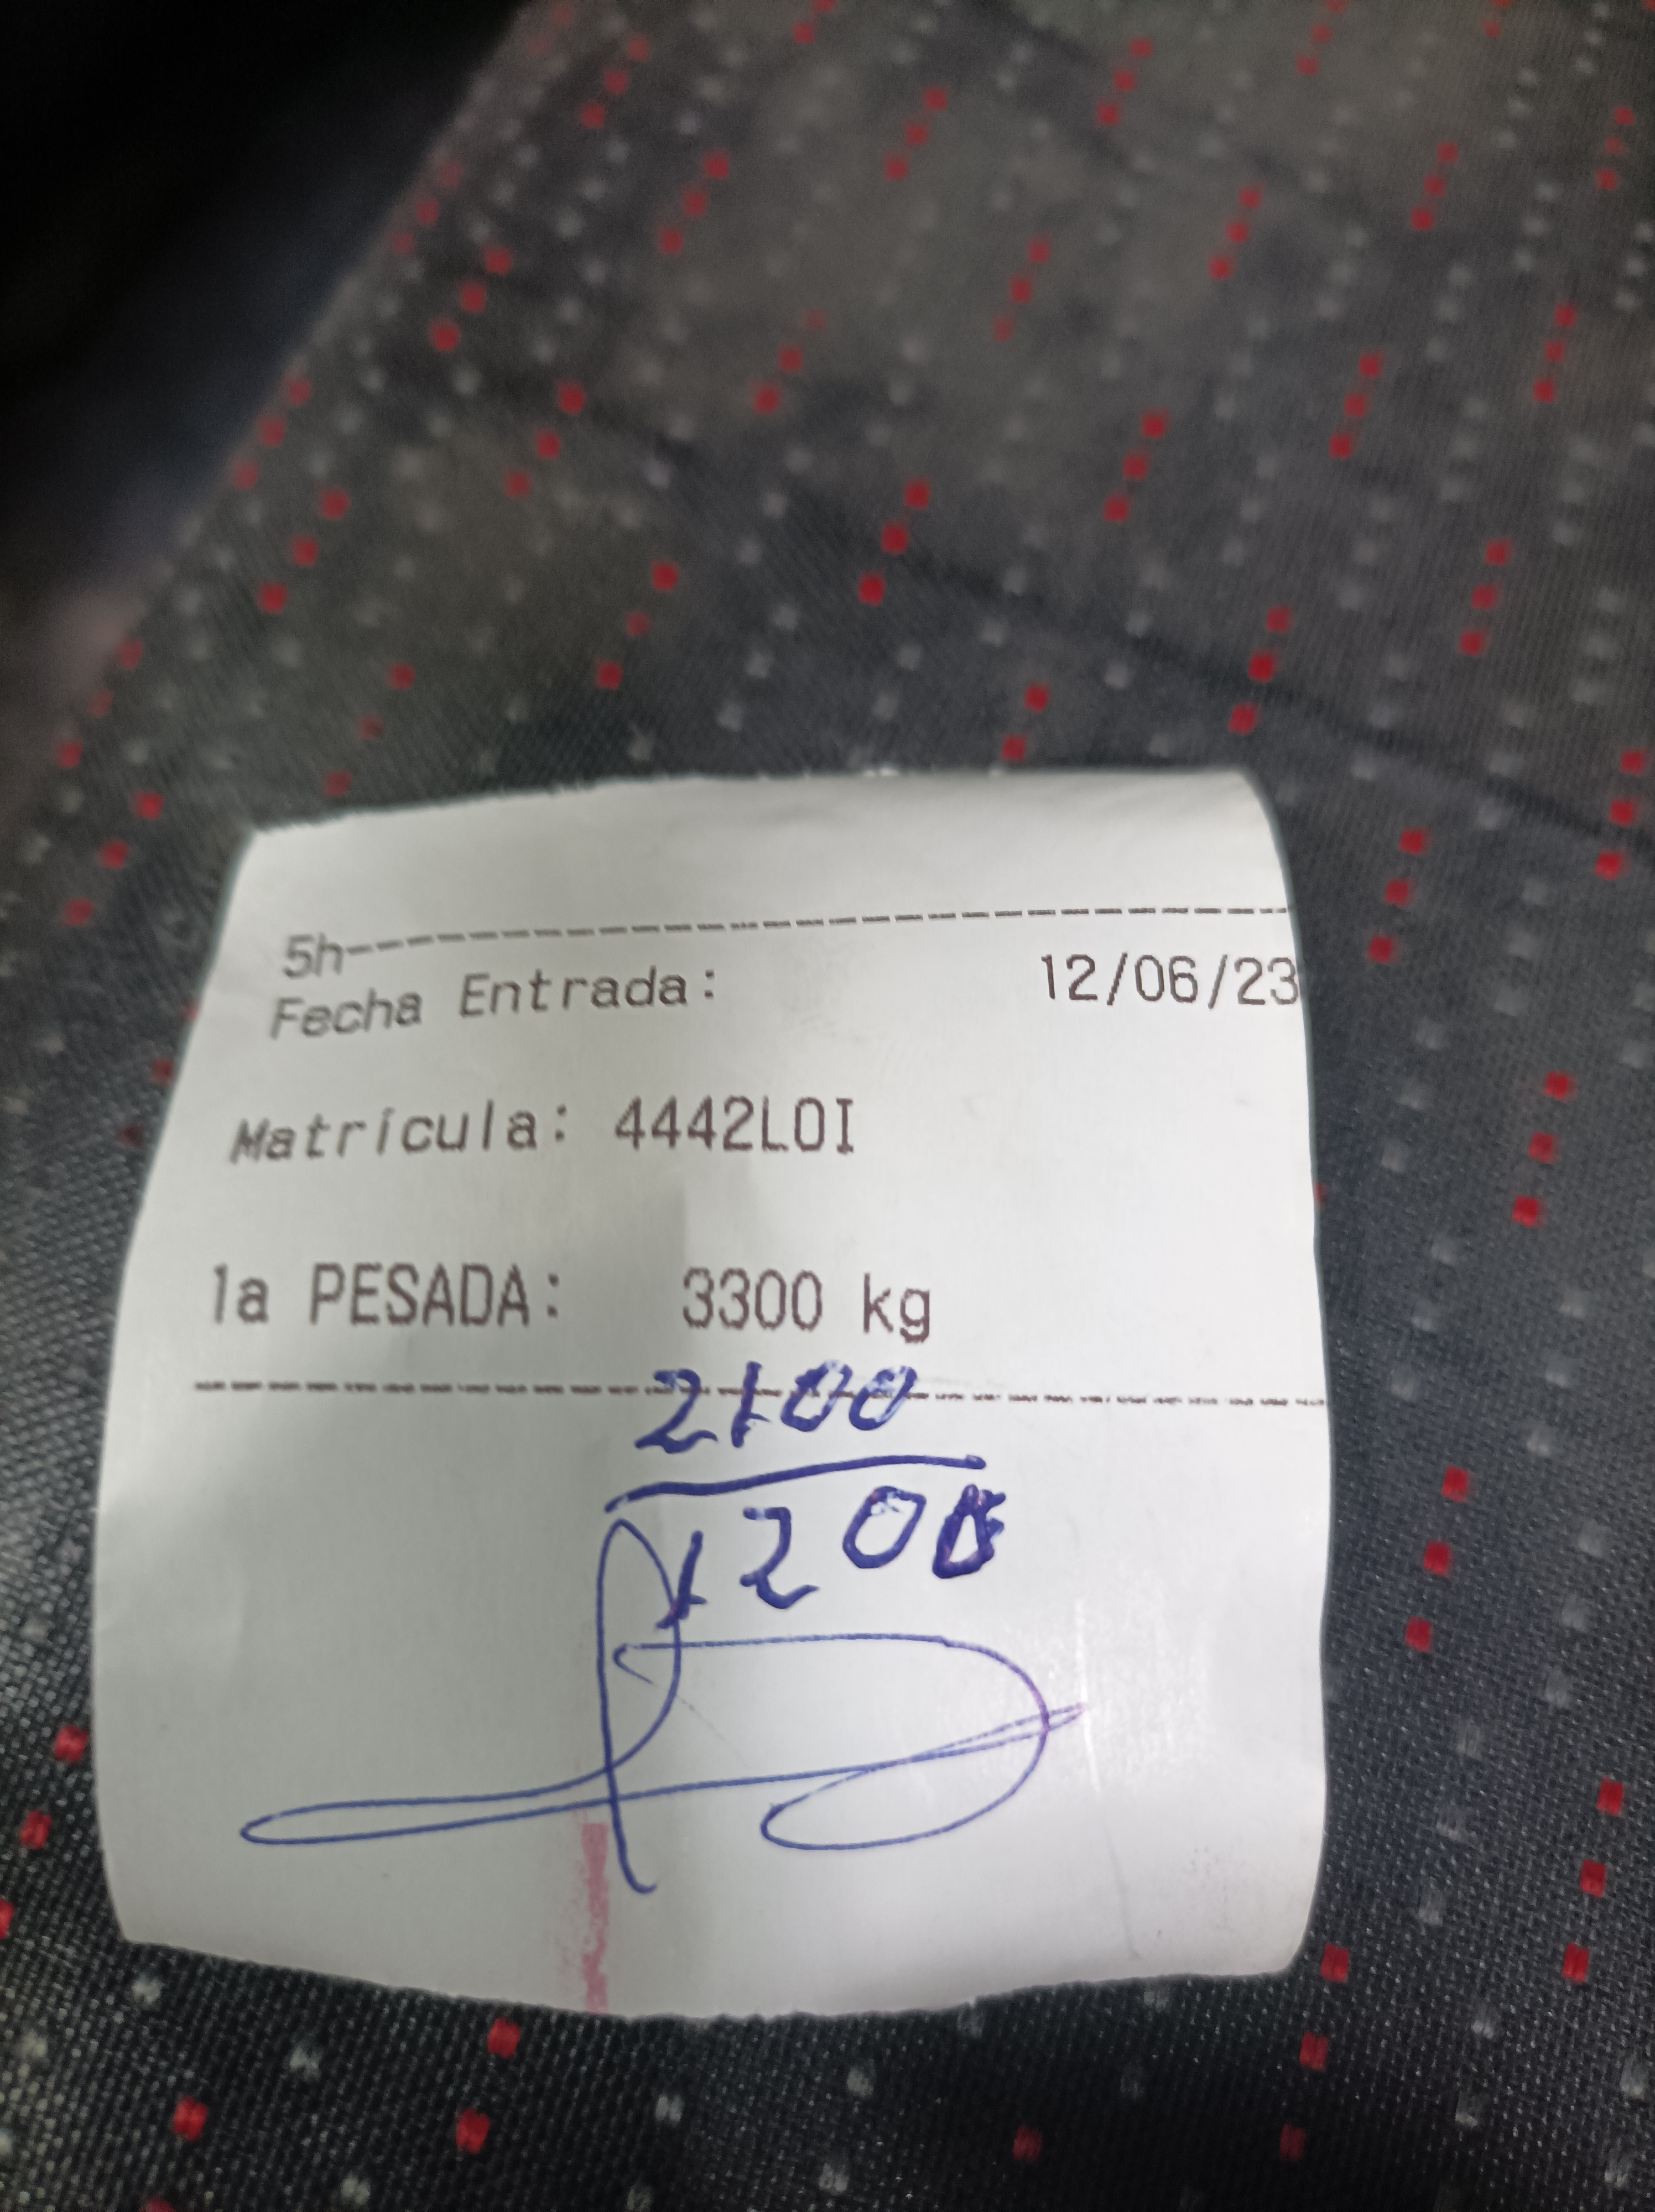 5h--------------------------------
Fecha Entrada: 12/06/23
Matrícula: 4442LOI
1a PESADA: 3300 kg
----------------------------------
2100
1200